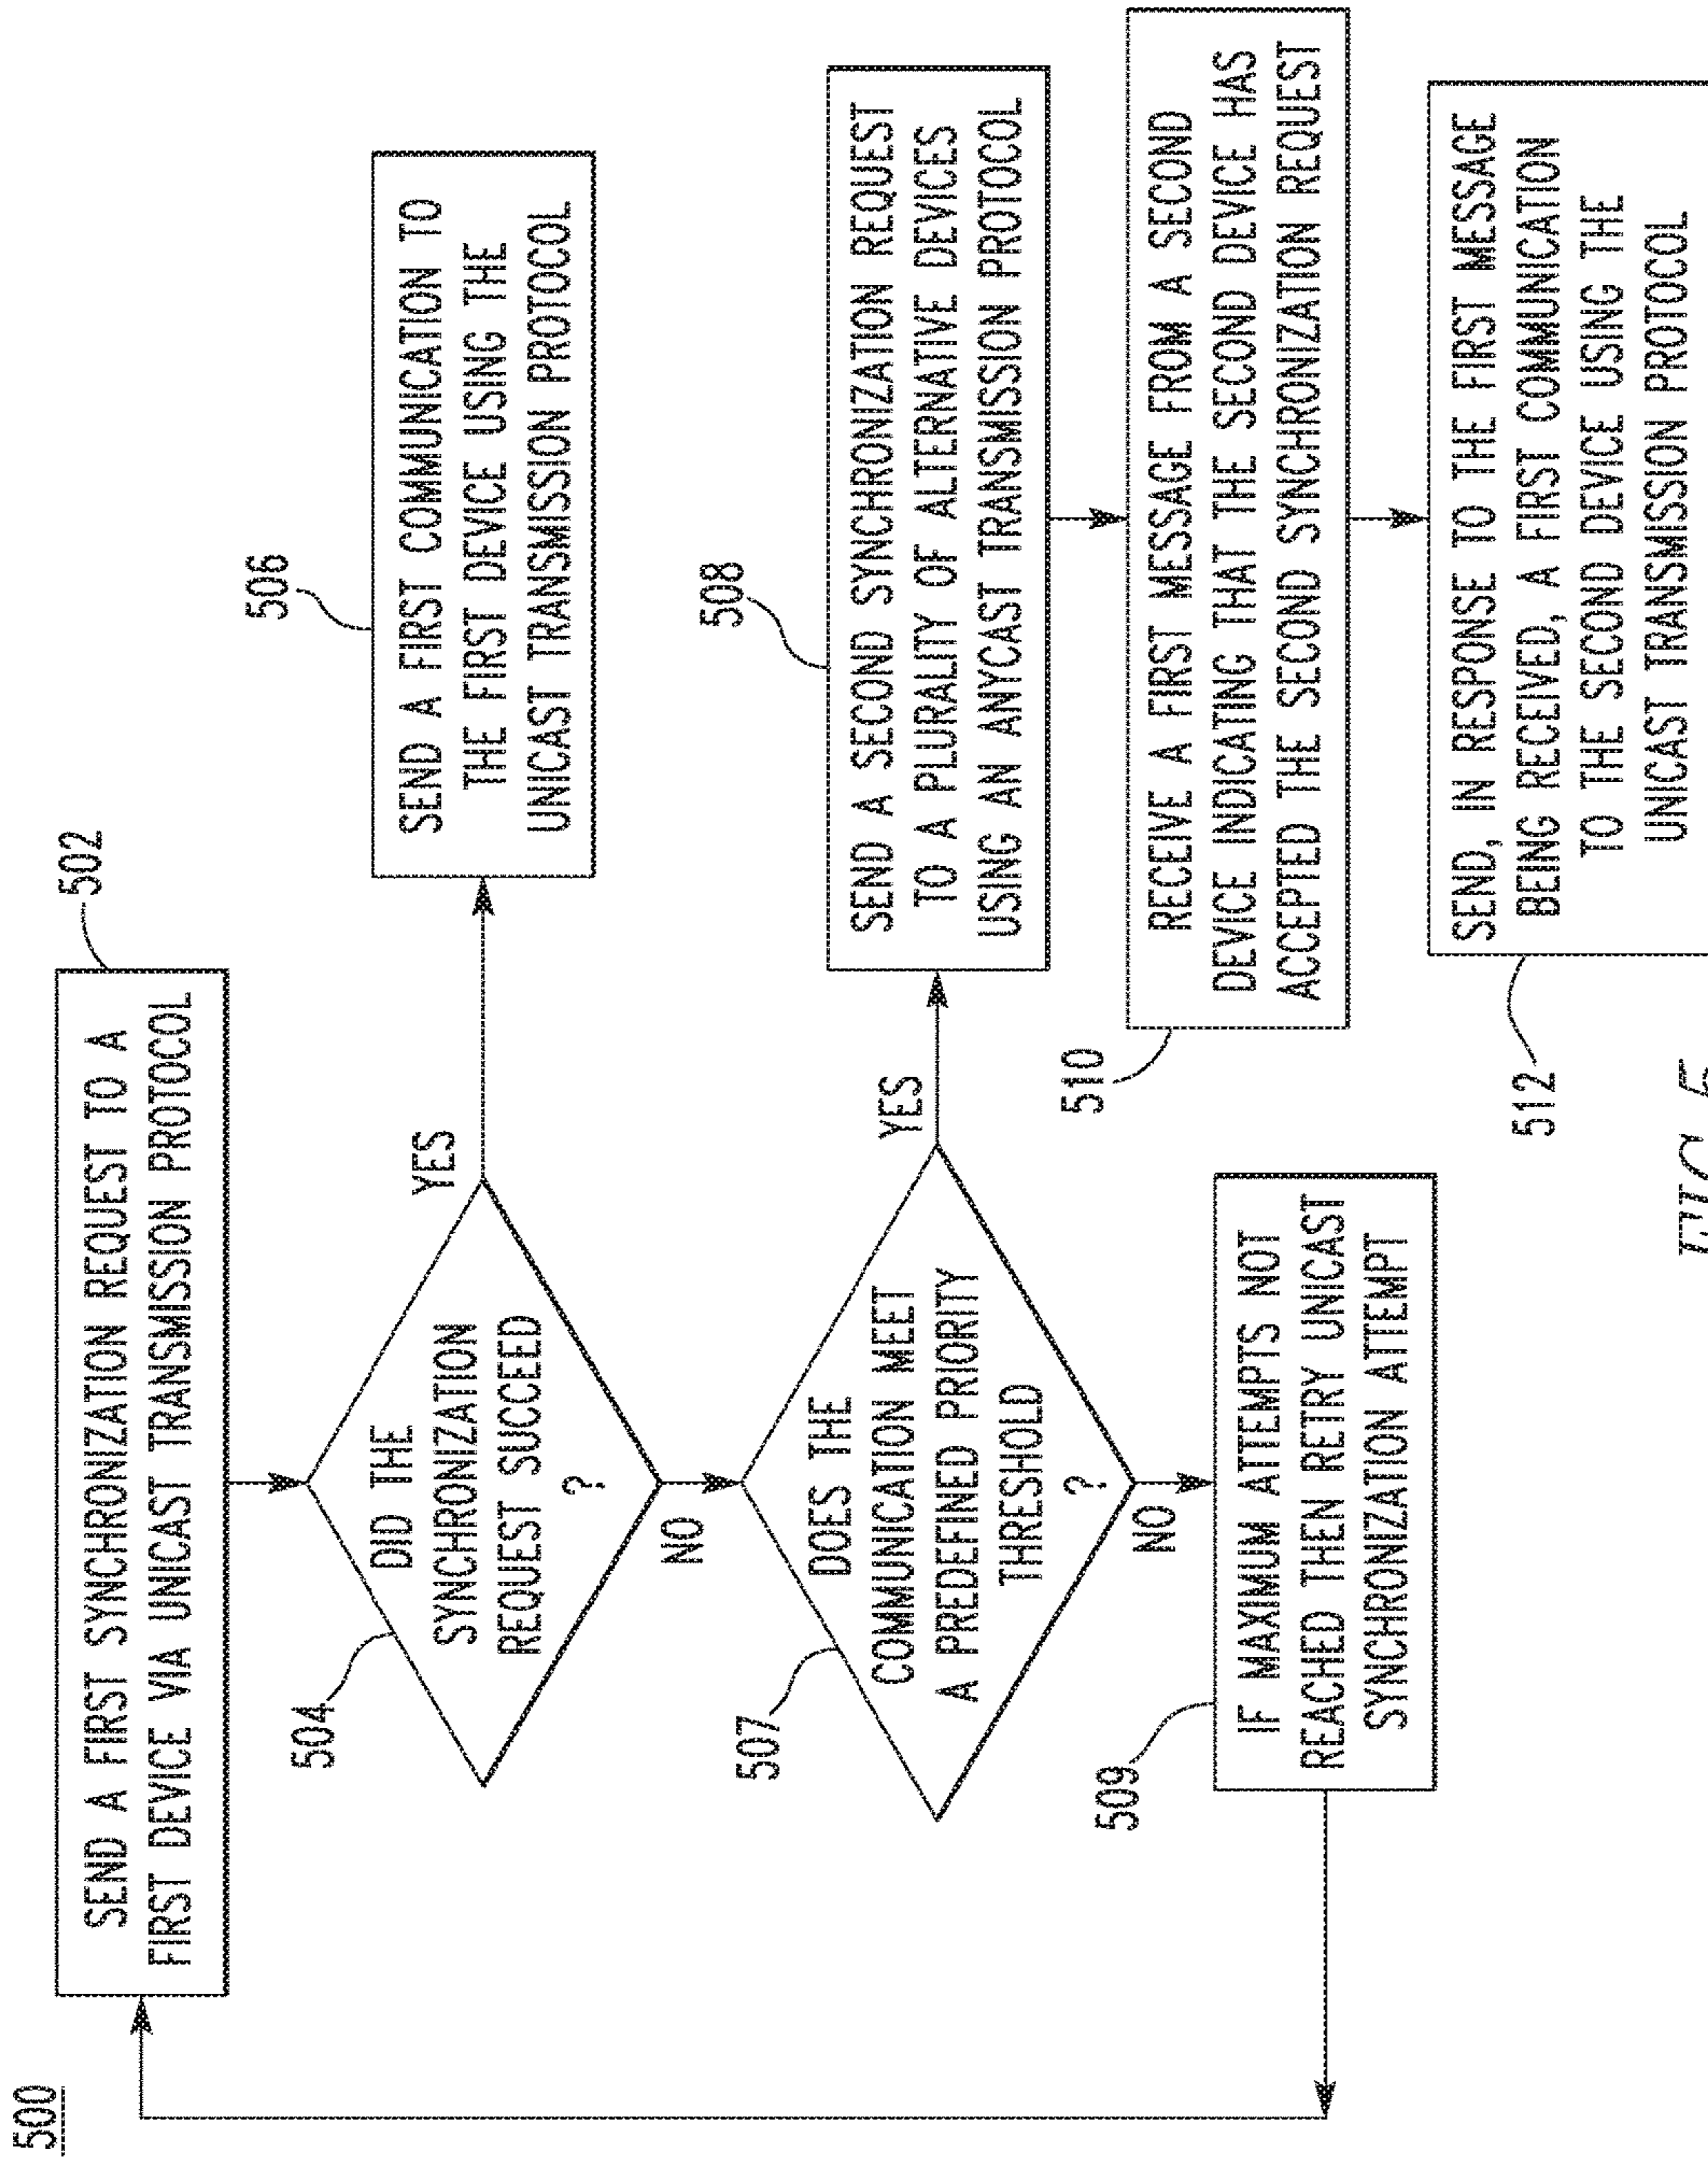 500
SEND A FIRST SYNCHRONIZATION REQUEST TO A
FIRST DEVICE VIA UNICAST TRANSMISSION PROTOCOL
502
504
DID THE
SYNCHRONIZATION
REQUEST SUCCEED
?
YES
506
SEND A FIRST COMMUNICATION TO
THE FIRST DEVICE USING THE
UNICAST TRANSMISSION PROTOCOL
NO
507
DOES THE
COMMUNICATION MEET
A PREDEFINED PRIORITY
THRESHOLD
?
YES
508
SEND A SECOND SYNCHRONIZATION REQUEST
TO A PLURALITY OF ALTERNATIVE DEVICES
USING AN ANYCAST TRANSMISSION PROTOCOL
NO
509
IF MAXIMUM ATTEMPTS NOT
REACHED THEN RETRY UNICAST
SYNCHRONIZATION ATTEMPT
510
RECEIVE A FIRST MESSAGE FROM A SECOND
DEVICE INDICATING THAT THE SECOND DEVICE HAS
ACCEPTED THE SECOND SYNCHRONIZATION REQUEST
512
SEND, IN RESPONSE TO THE FIRST MESSAGE
BEING RECEIVED, A FIRST COMMUNICATION
TO THE SECOND DEVICE USING THE
UNICAST TRANSMISSION PROTOCOL
FIG. 5